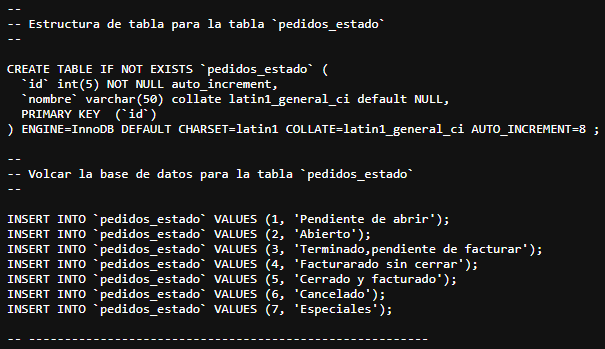 --
-- Estructura de tabla para la tabla `pedidos_estado`
--
CREATE TABLE IF NOT EXISTS `pedidos_estado` (
`id` int(5) NOT NULL auto_increment,
`nombre` varchar(50) collate latin1_general_ci default NULL,
PRIMARY KEY  (`id`)
) ENGINE=InnoDB DEFAULT CHARSET=latin1 COLLATE=latin1_general_ci AUTO_INCREMENT=8 ;
--
-- Volcar la base de datos para la tabla `pedidos_estado`
--
INSERT INTO `pedidos_estado` VALUES (1, 'Pendiente de abrir');
INSERT INTO `pedidos_estado` VALUES (2, 'Abierto');
INSERT INTO `pedidos_estado` VALUES (3, 'Terminado,pendiente de facturar');
INSERT INTO `pedidos_estado` VALUES (4, 'Facturarado sin cerrar');
INSERT INTO `pedidos_estado` VALUES (5, 'Cerrado y facturado');
INSERT INTO `pedidos_estado` VALUES (6, 'Cancelado');
INSERT INTO `pedidos_estado` VALUES (7, 'Especiales');
-- --------------------------------------------------------